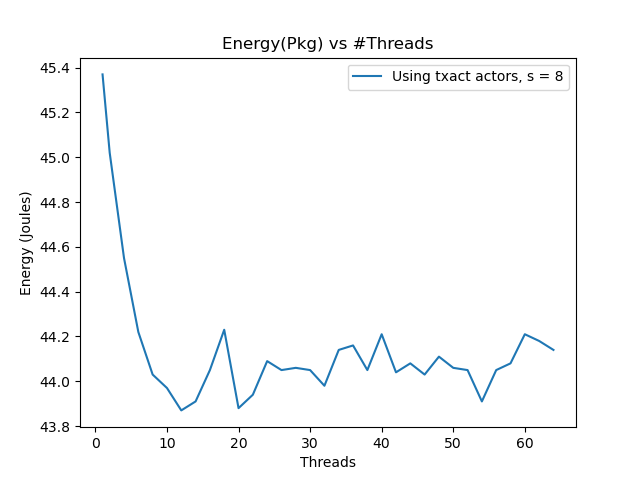 Energy(Pkg) vs #Threads
Using txact actors, s = 8
45.4
45.2
45.0
44.8
44.6
44.4
44.2
44.0
43.8
Energy (Joules)
0 10 20 30 40 50 60
Threads